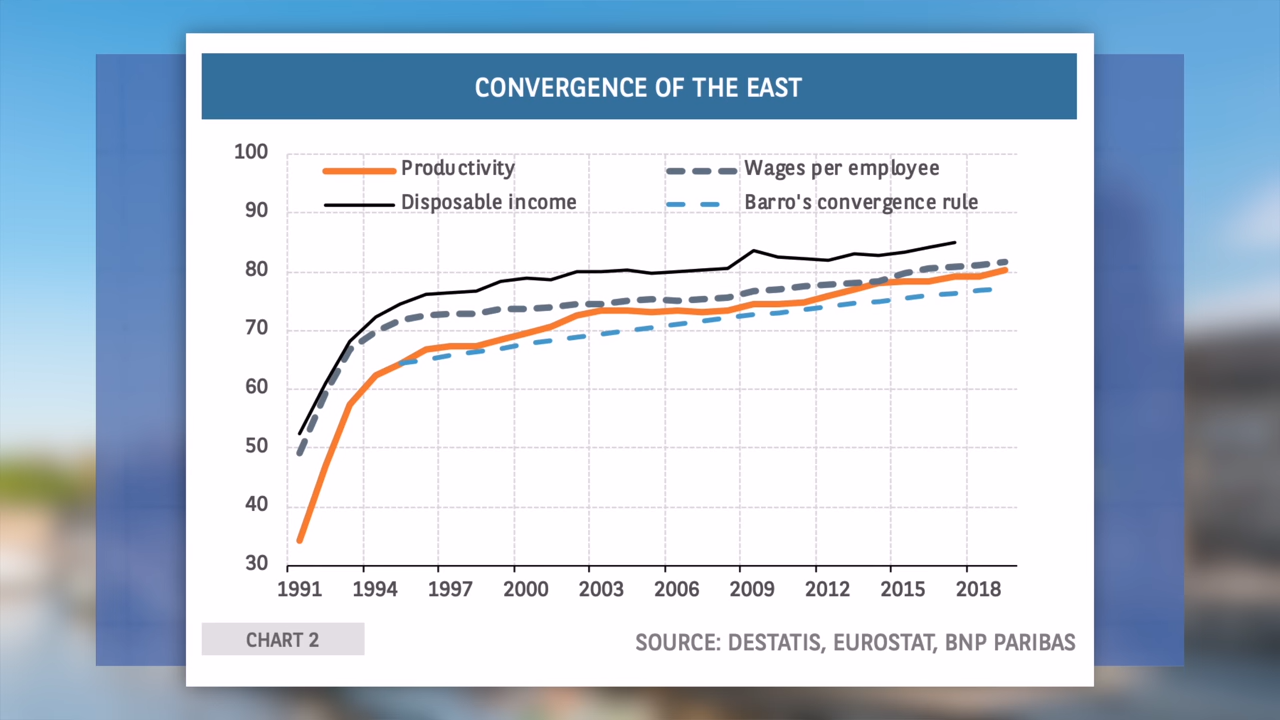 CONVERGENCE OF THE EAST
100
90
80
70
60
50
40
30
Productivity
Wages per employee
Disposable income
Barro's convergence rule
1991 1994 1997 2000 2003 2006 2009 2012 2015 2018
CHART 2
SOURCE: DESTATIS, EUROSTAT, BNP PARIBAS